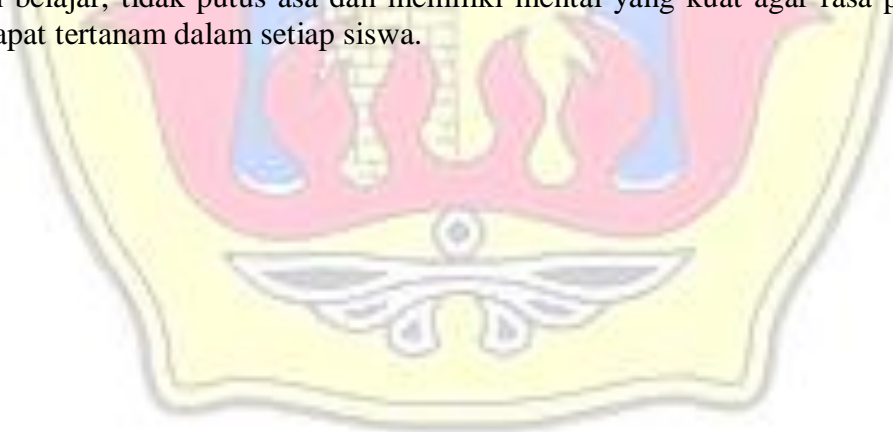 belajar, tidak putus asa dan memiliki mental yang kuat agar rasa
apat tertanam dalam setiap siswa.